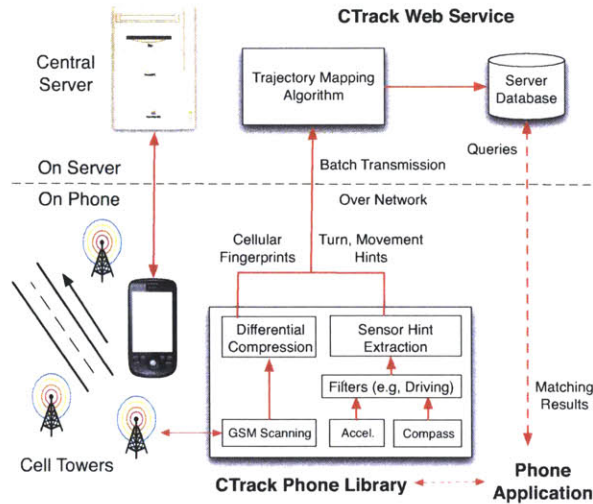 CTrack Web Service
Central
Server
Trajectory Mapping
Algorithm
Server
Database
On Server
Batch Transmission
Queries
On Phone
Over Network
Cellular
Fingerprints
Turn, Movement
Hints
Differential
Compression
Sensor Hint
Extraction
Filters (e.g, Driving)
GSM Scanning
Accel.
Compass
Matching
Results
Cell Towers
CTrack Phone Library
Phone
Application